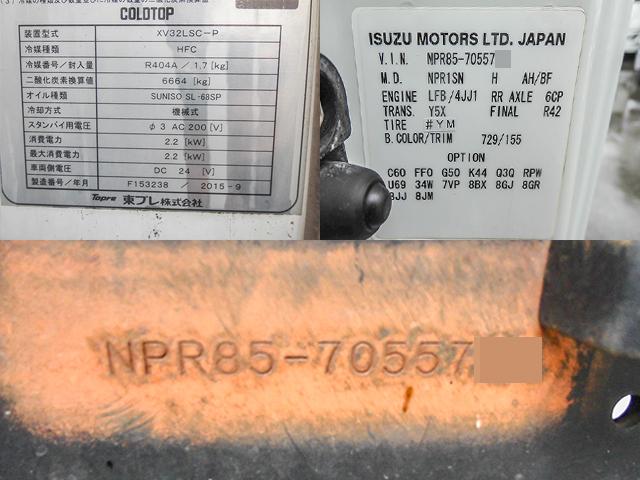 COLDTOP
装置型式 XV32LSC-P
冷媒種類 HFC
冷媒番号/封入量 R404A / 1.7 [kg]
二酸化炭素換算値 6664 [kg]
オイル種類 SUNISO SL-68SP
冷却方式 機械式
スタンバイ用電圧 φ3 AC 200 [V]
消費電力 2.2 [kW]
最大消費電力 2.2 [kW]
車両側電圧 DC 24 [V]
製造番号/年月 F153238 / 2015-9
Topre 東プレ株式会社
ISUZU MOTORS LTD. JAPAN
V.I.N. NPR85-70557
M.D. NPR1SN H AH/BF
ENGINE LFB/4JJ1 RR AXLE 6CP
TRANS. Y5X FINAL R42
TIRE #YM
B.COLOR/TRIM 729/155
OPTION
C60 FFO G50 K44 Q3Q RPW
U69 34W 7VP 8BX 8GJ 8GR
8JJ 8JM
NPR85-70557